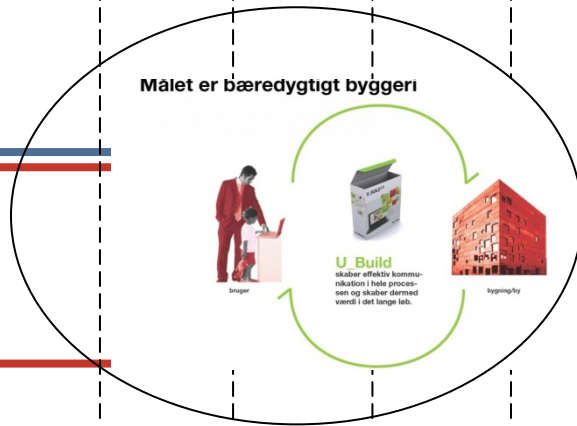 Målet er bæredygtigt byggeri
U_BUILD
U_Build
skaber effektiv kommu-
nikation i hele proces-
sen og skaber dermed
værdi i det lange løb.
bruger
bygning/by